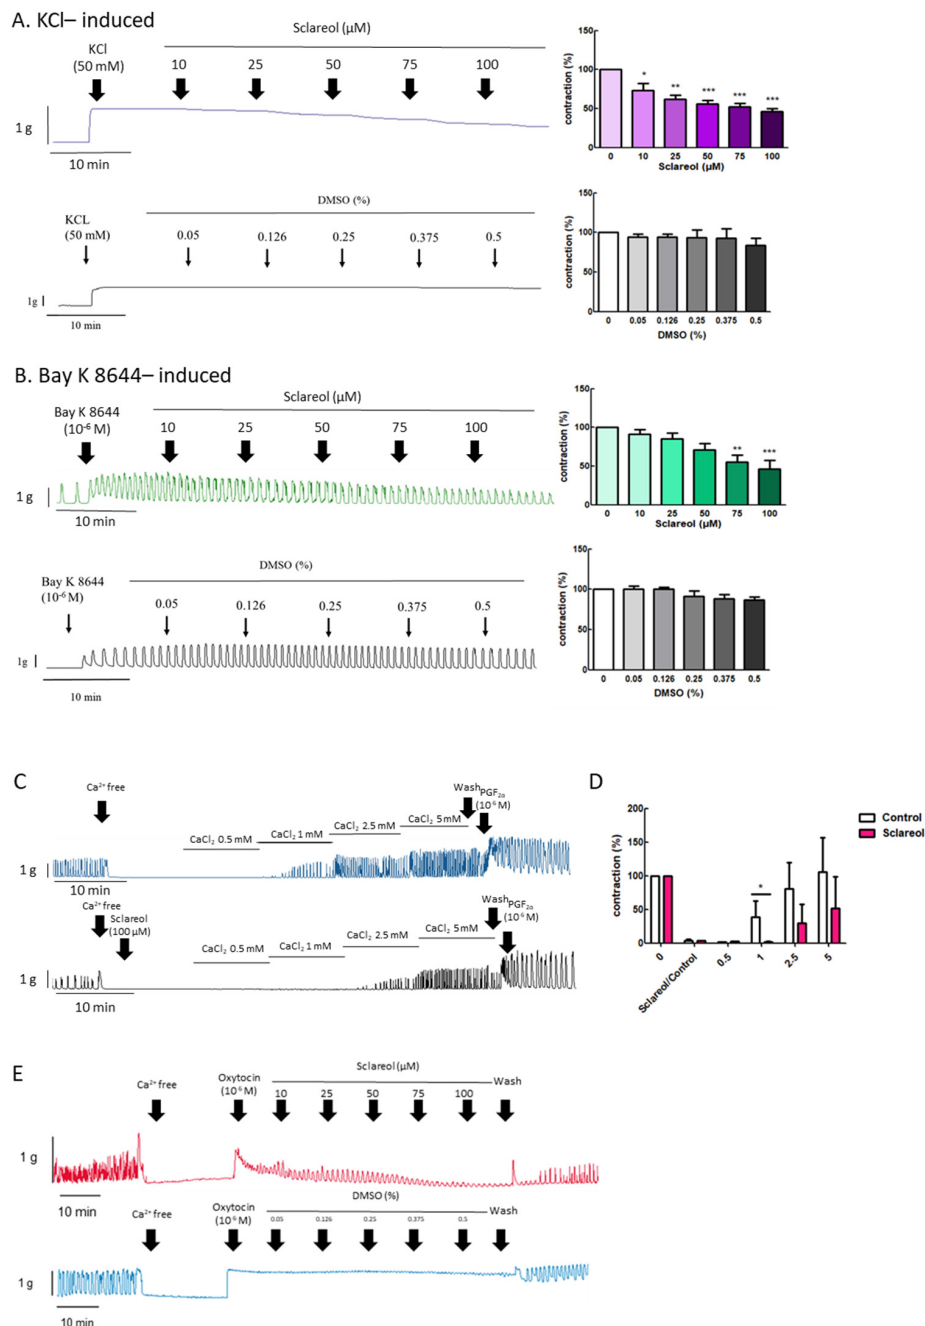 A. KCl– induced
Sclareol (μM)
KCl
(50 mM)
10 25 50 75 100
1 g
10 min
contraction (%)
150
100
50
0
* ** *** *** ***
0 10 25 50 75 100
Sclareol (μM)
DMSO (%)
KCL
(50 mM)
0.05 0.126 0.25 0.375 0.5
1g
10 min
contraction (%)
150
100
50
0
0 0.05 0.126 0.25 0.375 0.5
DMSO (%)
B. Bay K 8644– induced
Sclareol (μM)
Bay K 8644
(10⁻⁶ M)
10 25 50 75 100
1 g
10 min
contraction (%)
150
100
50
0
** ***
0 10 25 50 75 100
Sclareol (μM)
DMSO (%)
Bay K 8644
(10⁻⁶ M)
0.05 0.126 0.25 0.375 0.5
1g
10 min
contraction (%)
150
100
50
0
0 0.05 0.126 0.25 0.375 0.5
DMSO (%)
C
Ca²⁺ free
CaCl₂ 0.5 mM
CaCl₂ 1 mM
CaCl₂ 2.5 mM
CaCl₂ 5mM
Wash
PGF₂α
(10⁻⁶ M)
1 g
10 min
Ca²⁺ free
Sclareol
(100 μM)
CaCl₂ 0.5 mM
CaCl₂ 1 mM
CaCl₂ 2.5 mM
CaCl₂ 5 mM
Wash
PGF₂α
(10⁻⁶ M)
1 g
10 min
D
contraction (%)
200
150
100
50
0
*
Control
Sclareol
0 Sclareol/Control 0.5 1 2-5 5
E
Sclareol (μM)
Ca²⁺ free
Oxytocin
(10⁻⁶ M)
10 25 50 75 100
Wash
1 g
10 min
DMSO (%)
Ca²⁺ free
Oxytocin
(10⁻⁶ M)
0.05 0.126 0.25 0.375 0.5
Wash
1 g
10 min